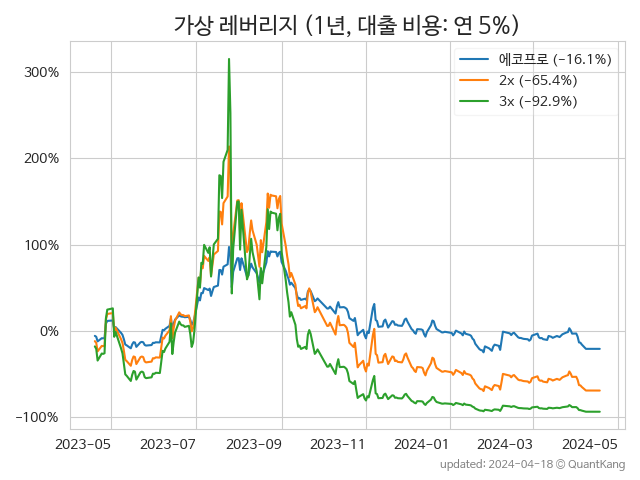 가상 레버리지 (1년, 대출 비용: 연 5%)
에코프로 (−16.1%)
2x (−65.4%)
3x (−92.9%)
300%
200%
100%
0%
−100%
2023-05 2023-07 2023-09 2023-11 2024-01 2024-03 2024-05
updated: 2024-04-18 © QuantKang